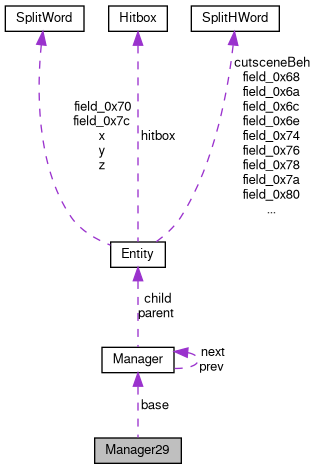 SplitWord
Hitbox
SplitHWord
field_0x70
field_0x7c
x
y
z
hitbox
cutsceneBeh
field_0x68
field_0x6a
field_0x6c
field_0x6e
field_0x74
field_0x76
field_0x78
field_0x7a
field_0x80
...
Entity
child
parent
Manager
next
prev
base
Manager29